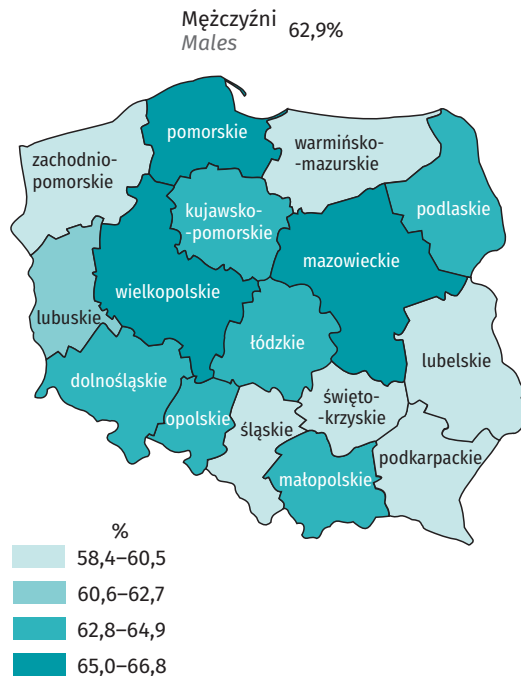 Mężczyźni
Males
62,9%
pomorskie
warmińsko-
-mazurskie
zachodnio-
pomorskie
kujawsko-
-pomorskie
podlaskie
mazowieckie
wielkopolskie
lubuskie
łódzkie
lubelskie
dolnośląskie
opolskie
śląskie
święto-
-krzyskie
podkarpackie
małopolskie
%
58,4–60,5
60,6–62,7
62,8–64,9
65,0–66,8